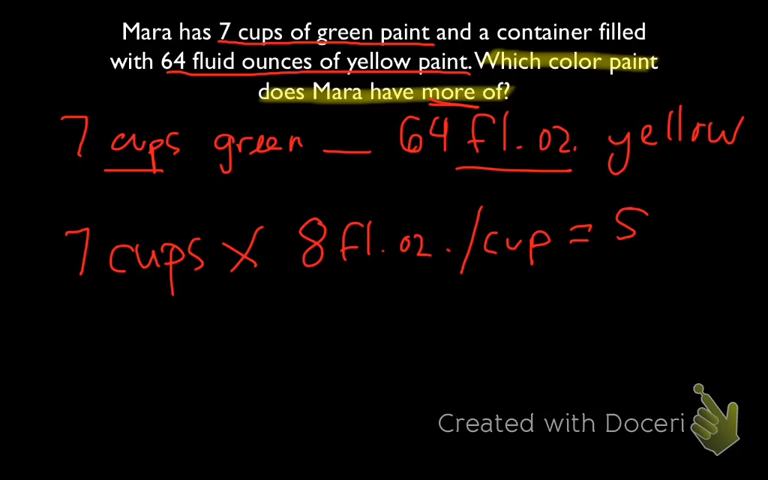 Mara has 7 cups of green paint and a container filled
with 64 fluid ounces of yellow paint. Which color paint
does Mara have more of?
7 cups green __ 64 fl. oz. yellow
7 cups × 8 fl. oz. / cup = 5
Created with Doceri